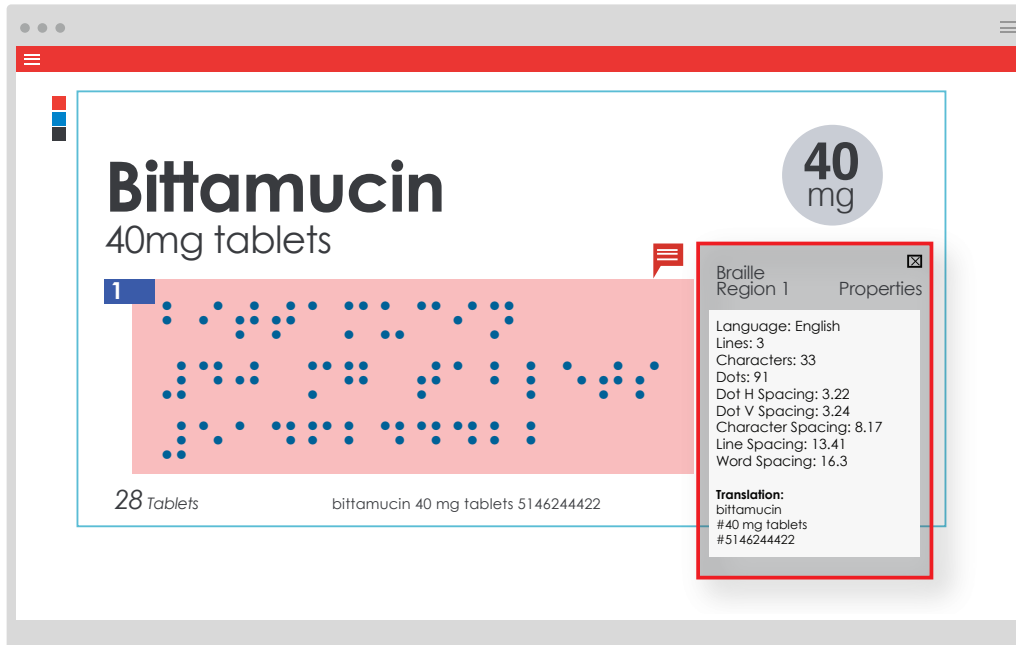 Bittamucin
40mg tablets
40
mg
1
28 Tablets
bittamucin 40 mg tablets 5146244422
Braille
Region 1 Properties
Language: English
Lines: 3
Characters: 33
Dots: 91
Dot H Spacing: 3.22
Dot V Spacing: 3.24
Character Spacing: 8.17
Line Spacing: 13.41
Word Spacing: 16.3
Translation:
bittamucin
#40 mg tablets
#5146244422